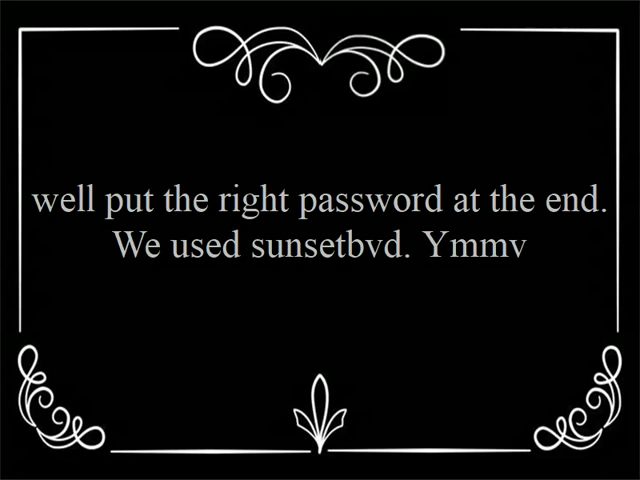 well put the right password at the end.
We used sunsetbvd. Ymmv